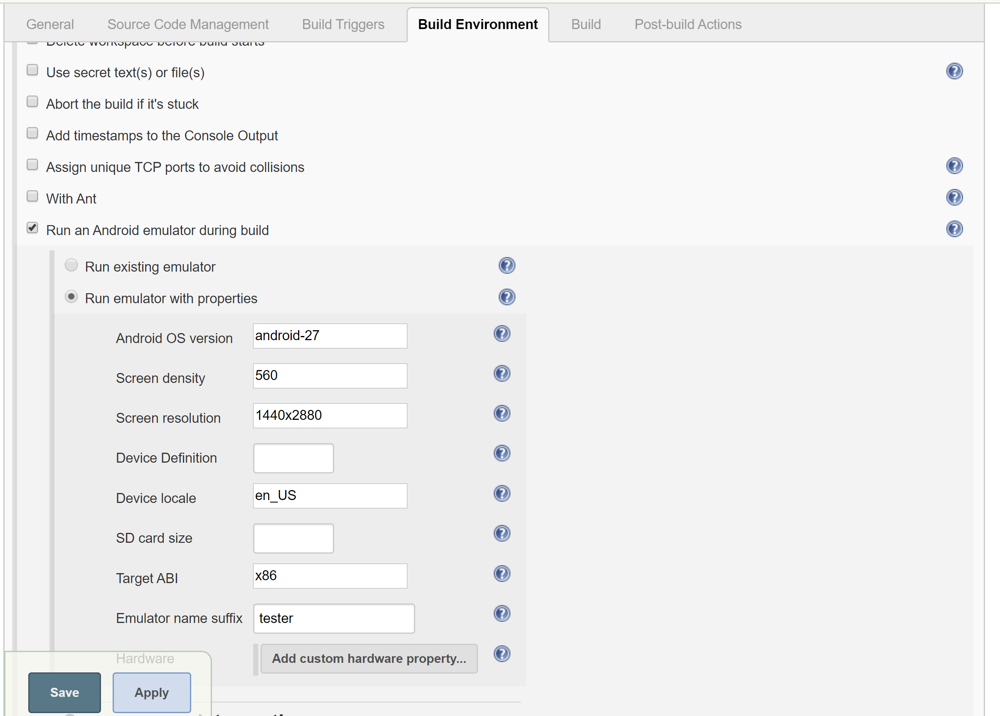 General Source Code Management Build Triggers Build Environment Build Post-build Actions
Delete workspace before build starts
Use secret text(s) or file(s)
Abort the build if it's stuck
Add timestamps to the Console Output
Assign unique TCP ports to avoid collisions
With Ant
Run an Android emulator during build
Run existing emulator
Run emulator with properties
Android OS version android-27
Screen density 560
Screen resolution 1440x2880
Device Definition
Device locale en_US
SD card size
Target ABI x86
Emulator name suffix tester
Hardware Add custom hardware property...
Save Apply